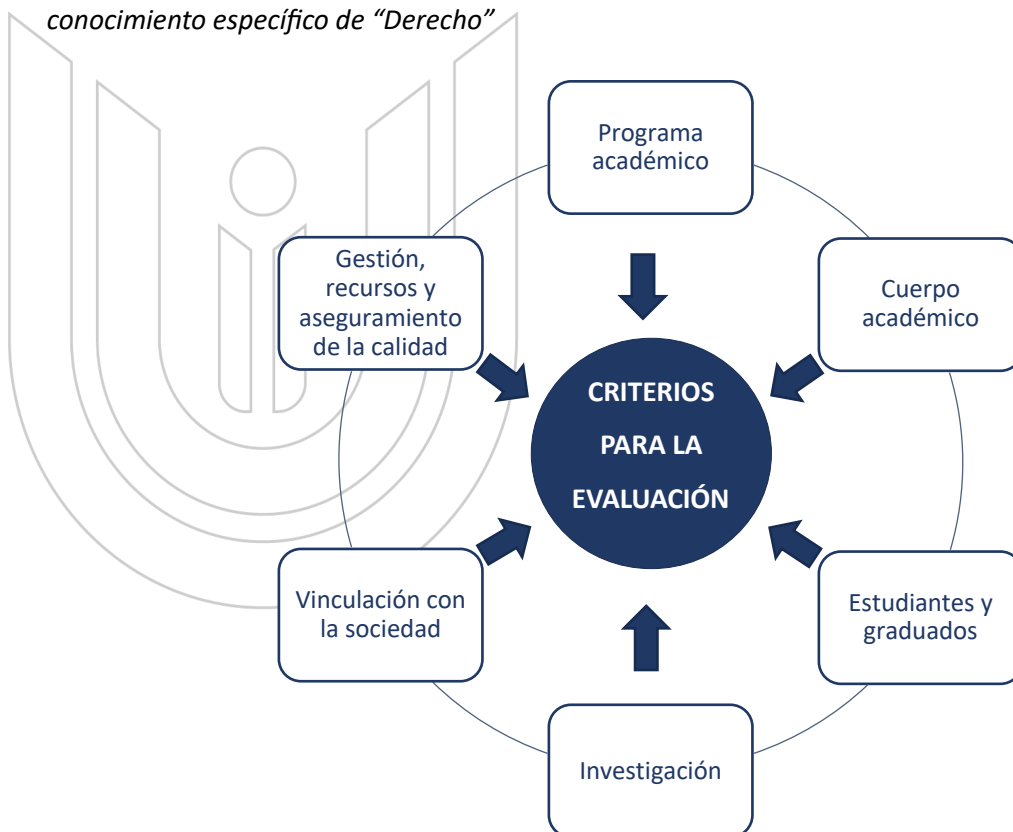 conocimiento específico de “Derecho”
Programa
académico
Cuerpo
académico
Estudiantes y
graduados
Investigación
Vinculación con
la sociedad
Gestión,
recursos y
aseguramiento
de la calidad
CRITERIOS
PARA LA
EVALUACIÓN